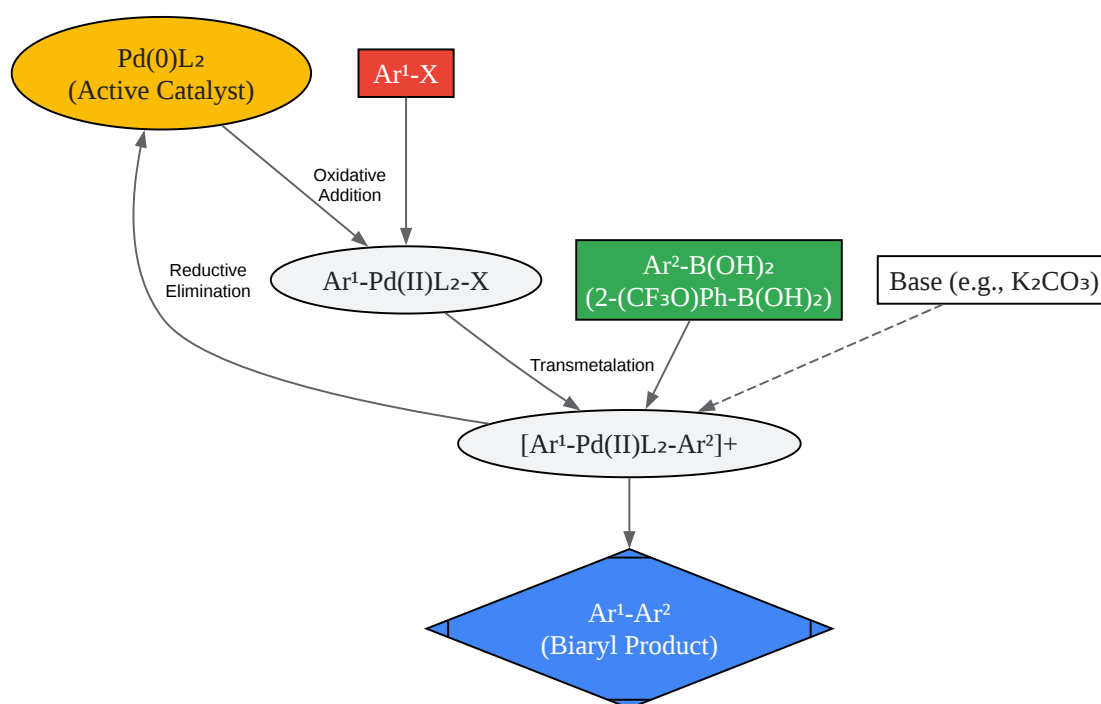 Pd(0)L₂
(Active Catalyst)
Ar¹-X
Oxidative
Addition
Ar¹-Pd(II)L₂-X
Ar²-B(OH)₂
(2-(CF₃O)Ph-B(OH)₂)
Base (e.g., K₂CO₃)
Reductive
Elimination
Transmetalation
[Ar¹-Pd(II)L₂-Ar²]+
Ar¹-Ar²
(Biaryl Product)